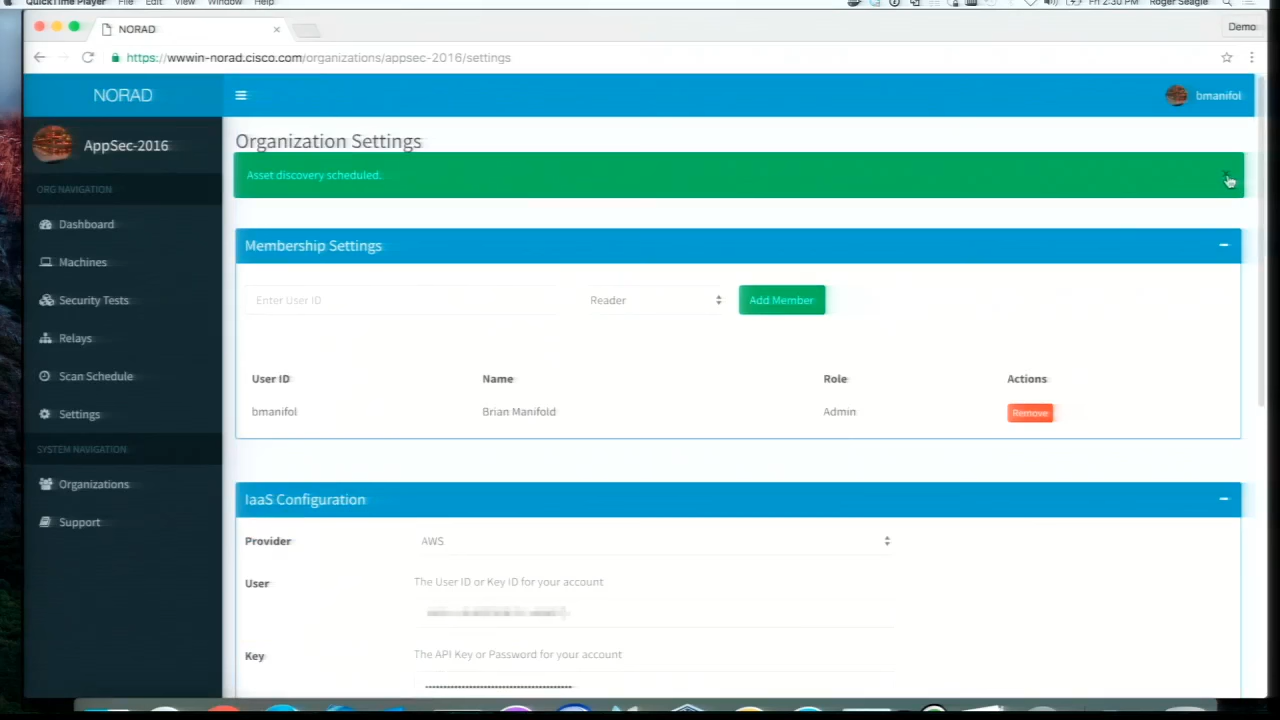 QuickTime Player File Edit View Window Help Fri 2:30 PM Roger Seagle
NORAD × Demo
https://wwwin-norad.cisco.com/organizations/appsec-2016/settings
NORAD bmanifol
AppSec-2016
Organization Settings
Asset discovery scheduled.
ORG NAVIGATION
Dashboard
Machines
Security Tests
Relays
Scan Schedule
Settings
SYSTEM NAVIGATION
Organizations
Support
Membership Settings
Enter User ID Reader Add Member
User ID Name Role Actions
bmanifol Brian Manifold Admin Remove
IaaS Configuration
Provider AWS
User The User ID or Key ID for your account
Key The API Key or Password for your account